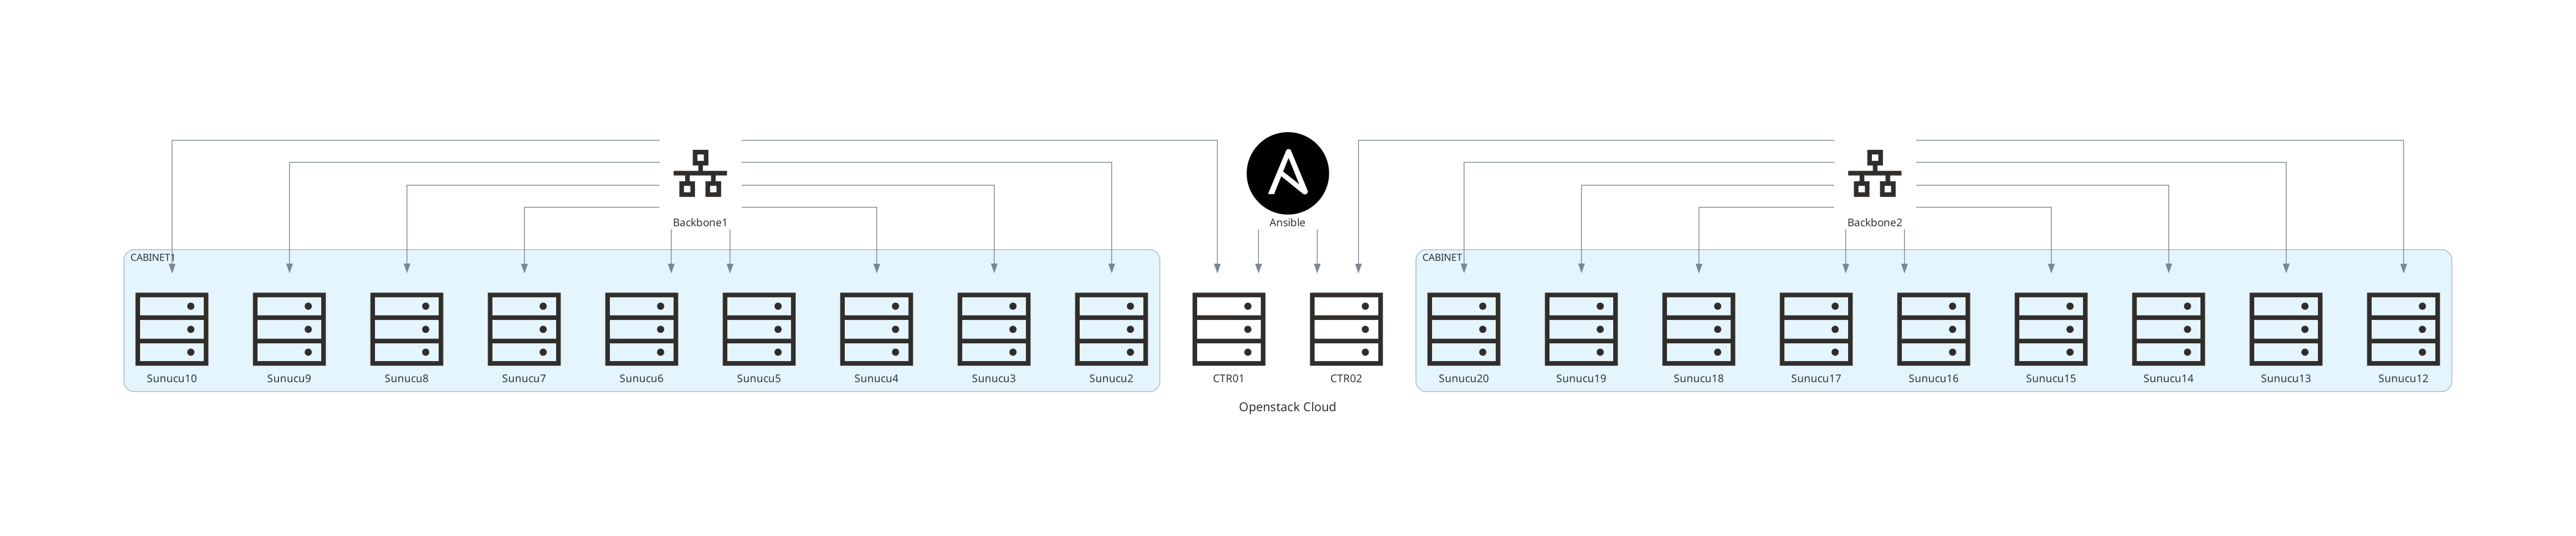 Backbone1
Ansible
Backbone2
CABINET1
CABINET
Sunucu10
Sunucu9
Sunucu8
Sunucu7
Sunucu6
Sunucu5
Sunucu4
Sunucu3
Sunucu2
CTR01
CTR02
Sunucu20
Sunucu19
Sunucu18
Sunucu17
Sunucu16
Sunucu15
Sunucu14
Sunucu13
Sunucu12
Openstack Cloud